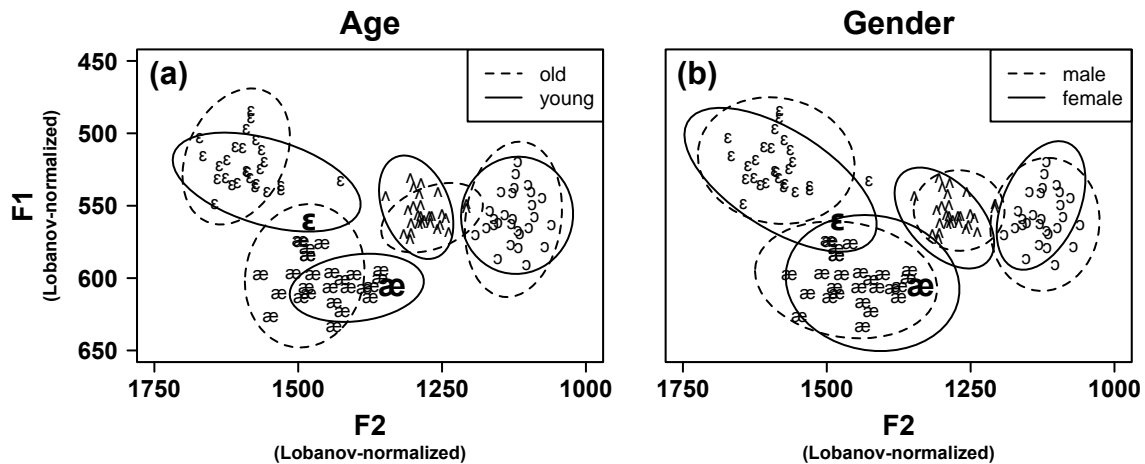 Age
Gender
(a)
old
young
(b)
male
female
450
500
550
600
650
F1
(Lobanov-normalized)
ɛ
æ
ʌ
ɔ
ɛ
æ
ʌ
ɔ
1750
1500
1250
1000
1750
1500
1250
1000
F2
(Lobanov-normalized)
F2
(Lobanov-normalized)